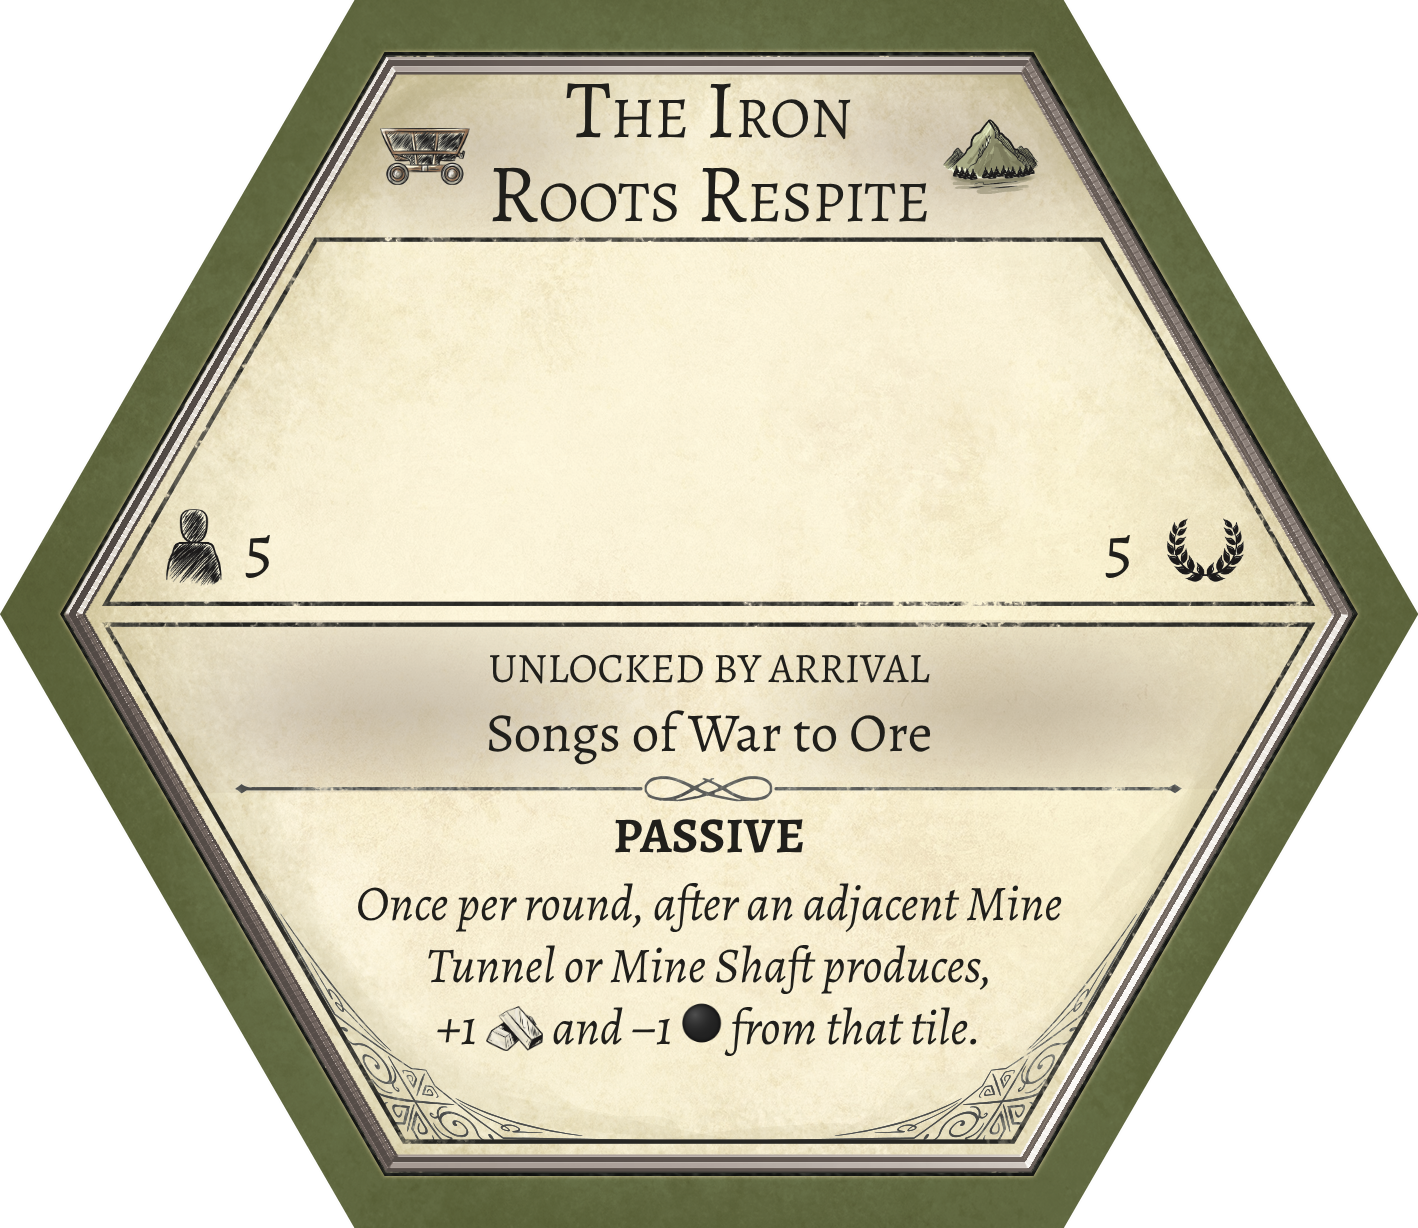 The Iron
Roots Respite
5
5
UNLOCKED BY ARRIVAL
Songs of War to Ore
PASSIVE
Once per round, after an adjacent Mine
Tunnel or Mine Shaft produces,
+1 and –1 from that tile.